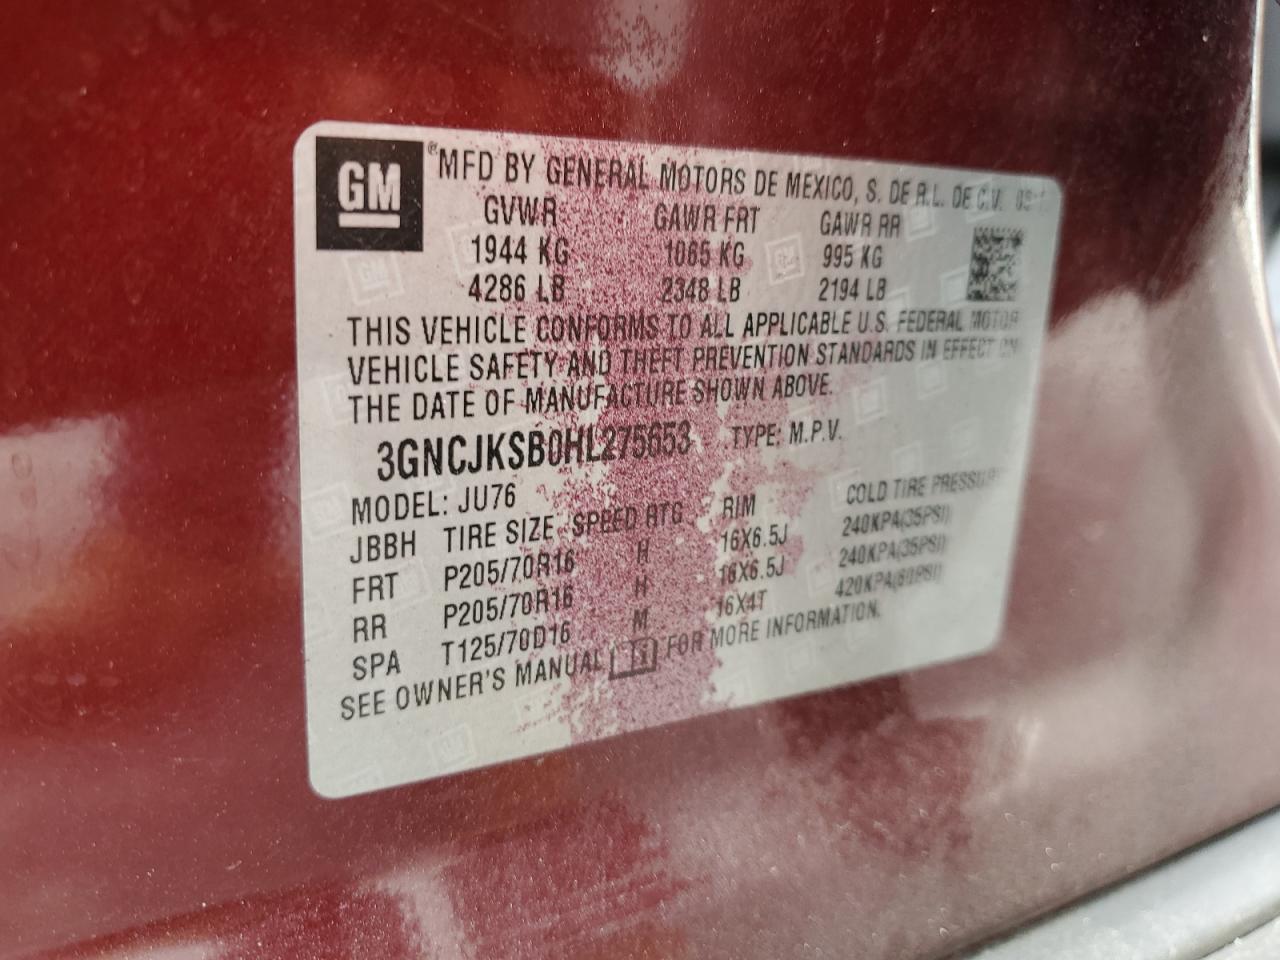 GM
® MFD BY GENERAL MOTORS DE MEXICO, S. DE R.L. DE C.V.
GVWR GAWR FRT GAWR RR
1944 KG 1065 KG 995 KG
4286 LB 2348 LB 2194 LB
THIS VEHICLE CONFORMS TO ALL APPLICABLE U.S. FEDERAL MOTOR
VEHICLE SAFETY AND THEFT PREVENTION STANDARDS IN EFFECT ON
THE DATE OF MANUFACTURE SHOWN ABOVE.
3GNCJKSB0HL275653 TYPE: M.P.V.
MODEL: JU76
JBBH TIRE SIZE SPEED RTG RIM COLD TIRE PRESSURE
FRT P205/70R16 H 16X6.5J 240KPA(35PSI)
RR P205/70R16 H 16X6.5J 240KPA(35PSI)
SPA T125/70D16 M 16X4T 420KPA(60PSI)
SEE OWNER'S MANUAL FOR MORE INFORMATION.